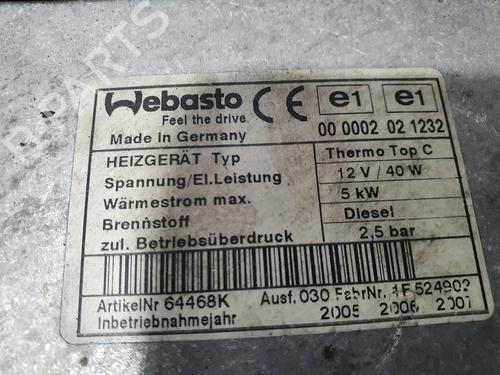 Webasto
Feel the drive.
CE e1 e1
Made in Germany
00 0002 02 1232
HEIZGERÄT Typ Thermo Top C
Spannung/El.Leistung 12 V / 40 W
Wärmestrom max. 5 kW
Brennstoff Diesel
zul. Betriebsüberdruck 2,5 bar
ArtikelNr 64468K Ausf. 030 FabrNr.
Inbetriebnahmejahr 2005 2006 2007
PARTS